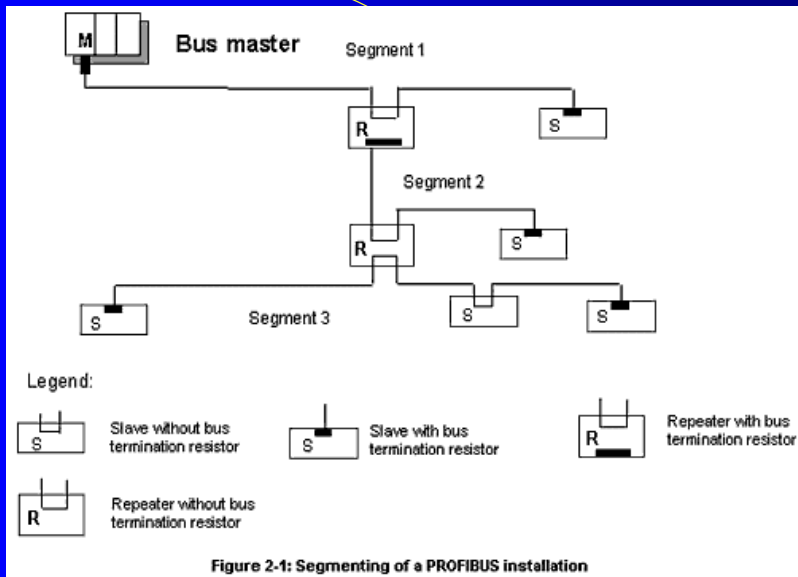 M
Bus master
Segment 1
R
S
Segment 2
R
S
S
Segment 3
S
S
Legend:
S
Slave without bus
termination resistor
S
Slave with bus
termination resistor
R
Repeater with bus
termination resistor
R
Repeater without bus
termination resistor
Figure 2-1: Segmenting of a PROFIBUS installation